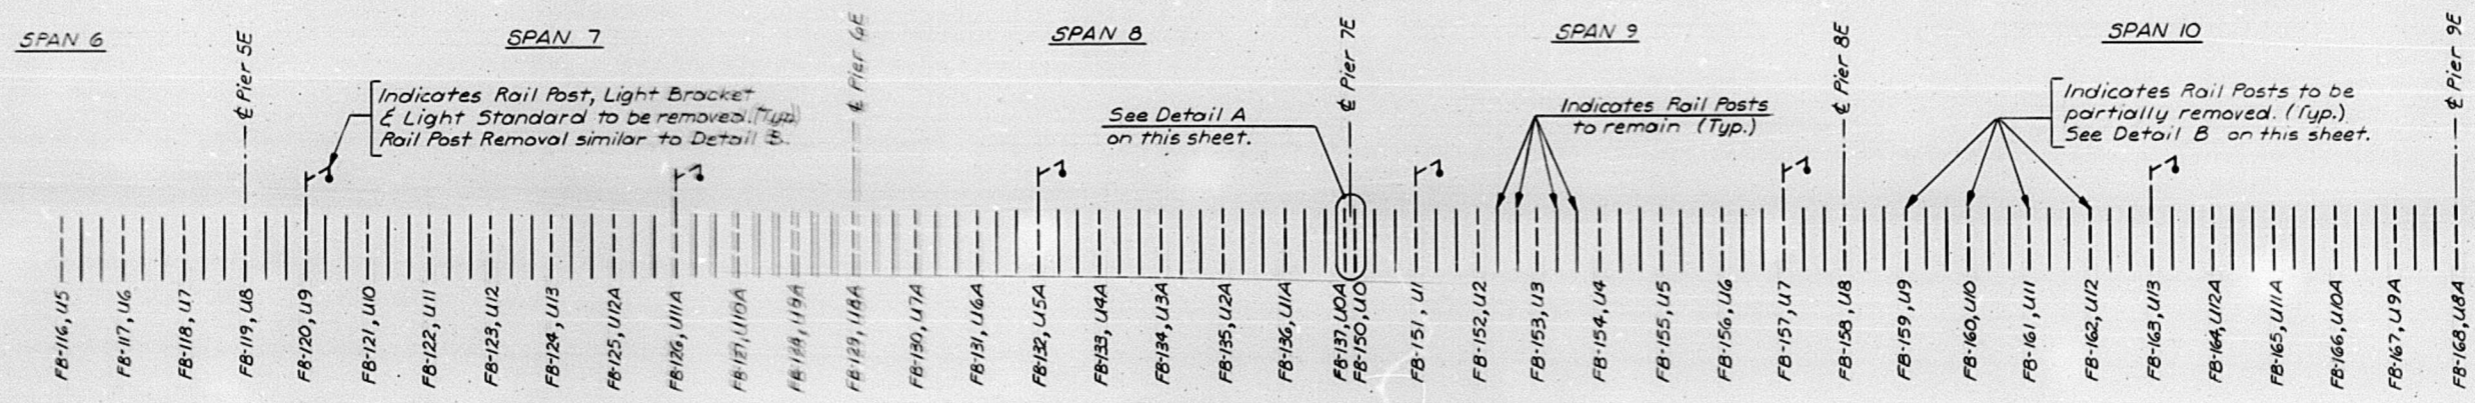 SPAN 6
SPAN 7
SPAN 8
SPAN 9
SPAN 10
℄ Pier 5E
℄ Pier 6E
℄ Pier 7E
℄ Pier 8E
℄ Pier 9E
Indicates Rail Post, Light Bracket
& Light Standard to be removed. (Typ.)
Rail Post Removal similar to Detail B.
See Detail A
on this sheet.
Indicates Rail Posts
to remain (Typ.)
Indicates Rail Posts to be
partially removed. (Typ.)
See Detail B on this sheet.
FB-116, U5
FB-117, U6
FB-118, U7
FB-119, U8
FB-120, U9
FB-121, U10
FB-122, U11
FB-123, U12
FB-124, U13
FB-125, U12A
FB-126, U11A
FB-127, U10A
FB-128, U9A
FB-129, U8A
FB-130, U7A
FB-131, U6A
FB-132, U5A
FB-133, U4A
FB-134, U3A
FB-135, U2A
FB-136, U1A
FB-137, U0A
FB-150, U0
FB-151, U1
FB-152, U2
FB-153, U3
FB-154, U4
FB-155, U5
FB-156, U6
FB-157, U7
FB-158, U8
FB-159, U9
FB-160, U10
FB-161, U11
FB-162, U12
FB-163, U13
FB-164, U12A
FB-165, U11A
FB-166, U10A
FB-167, U9A
FB-168, U8A